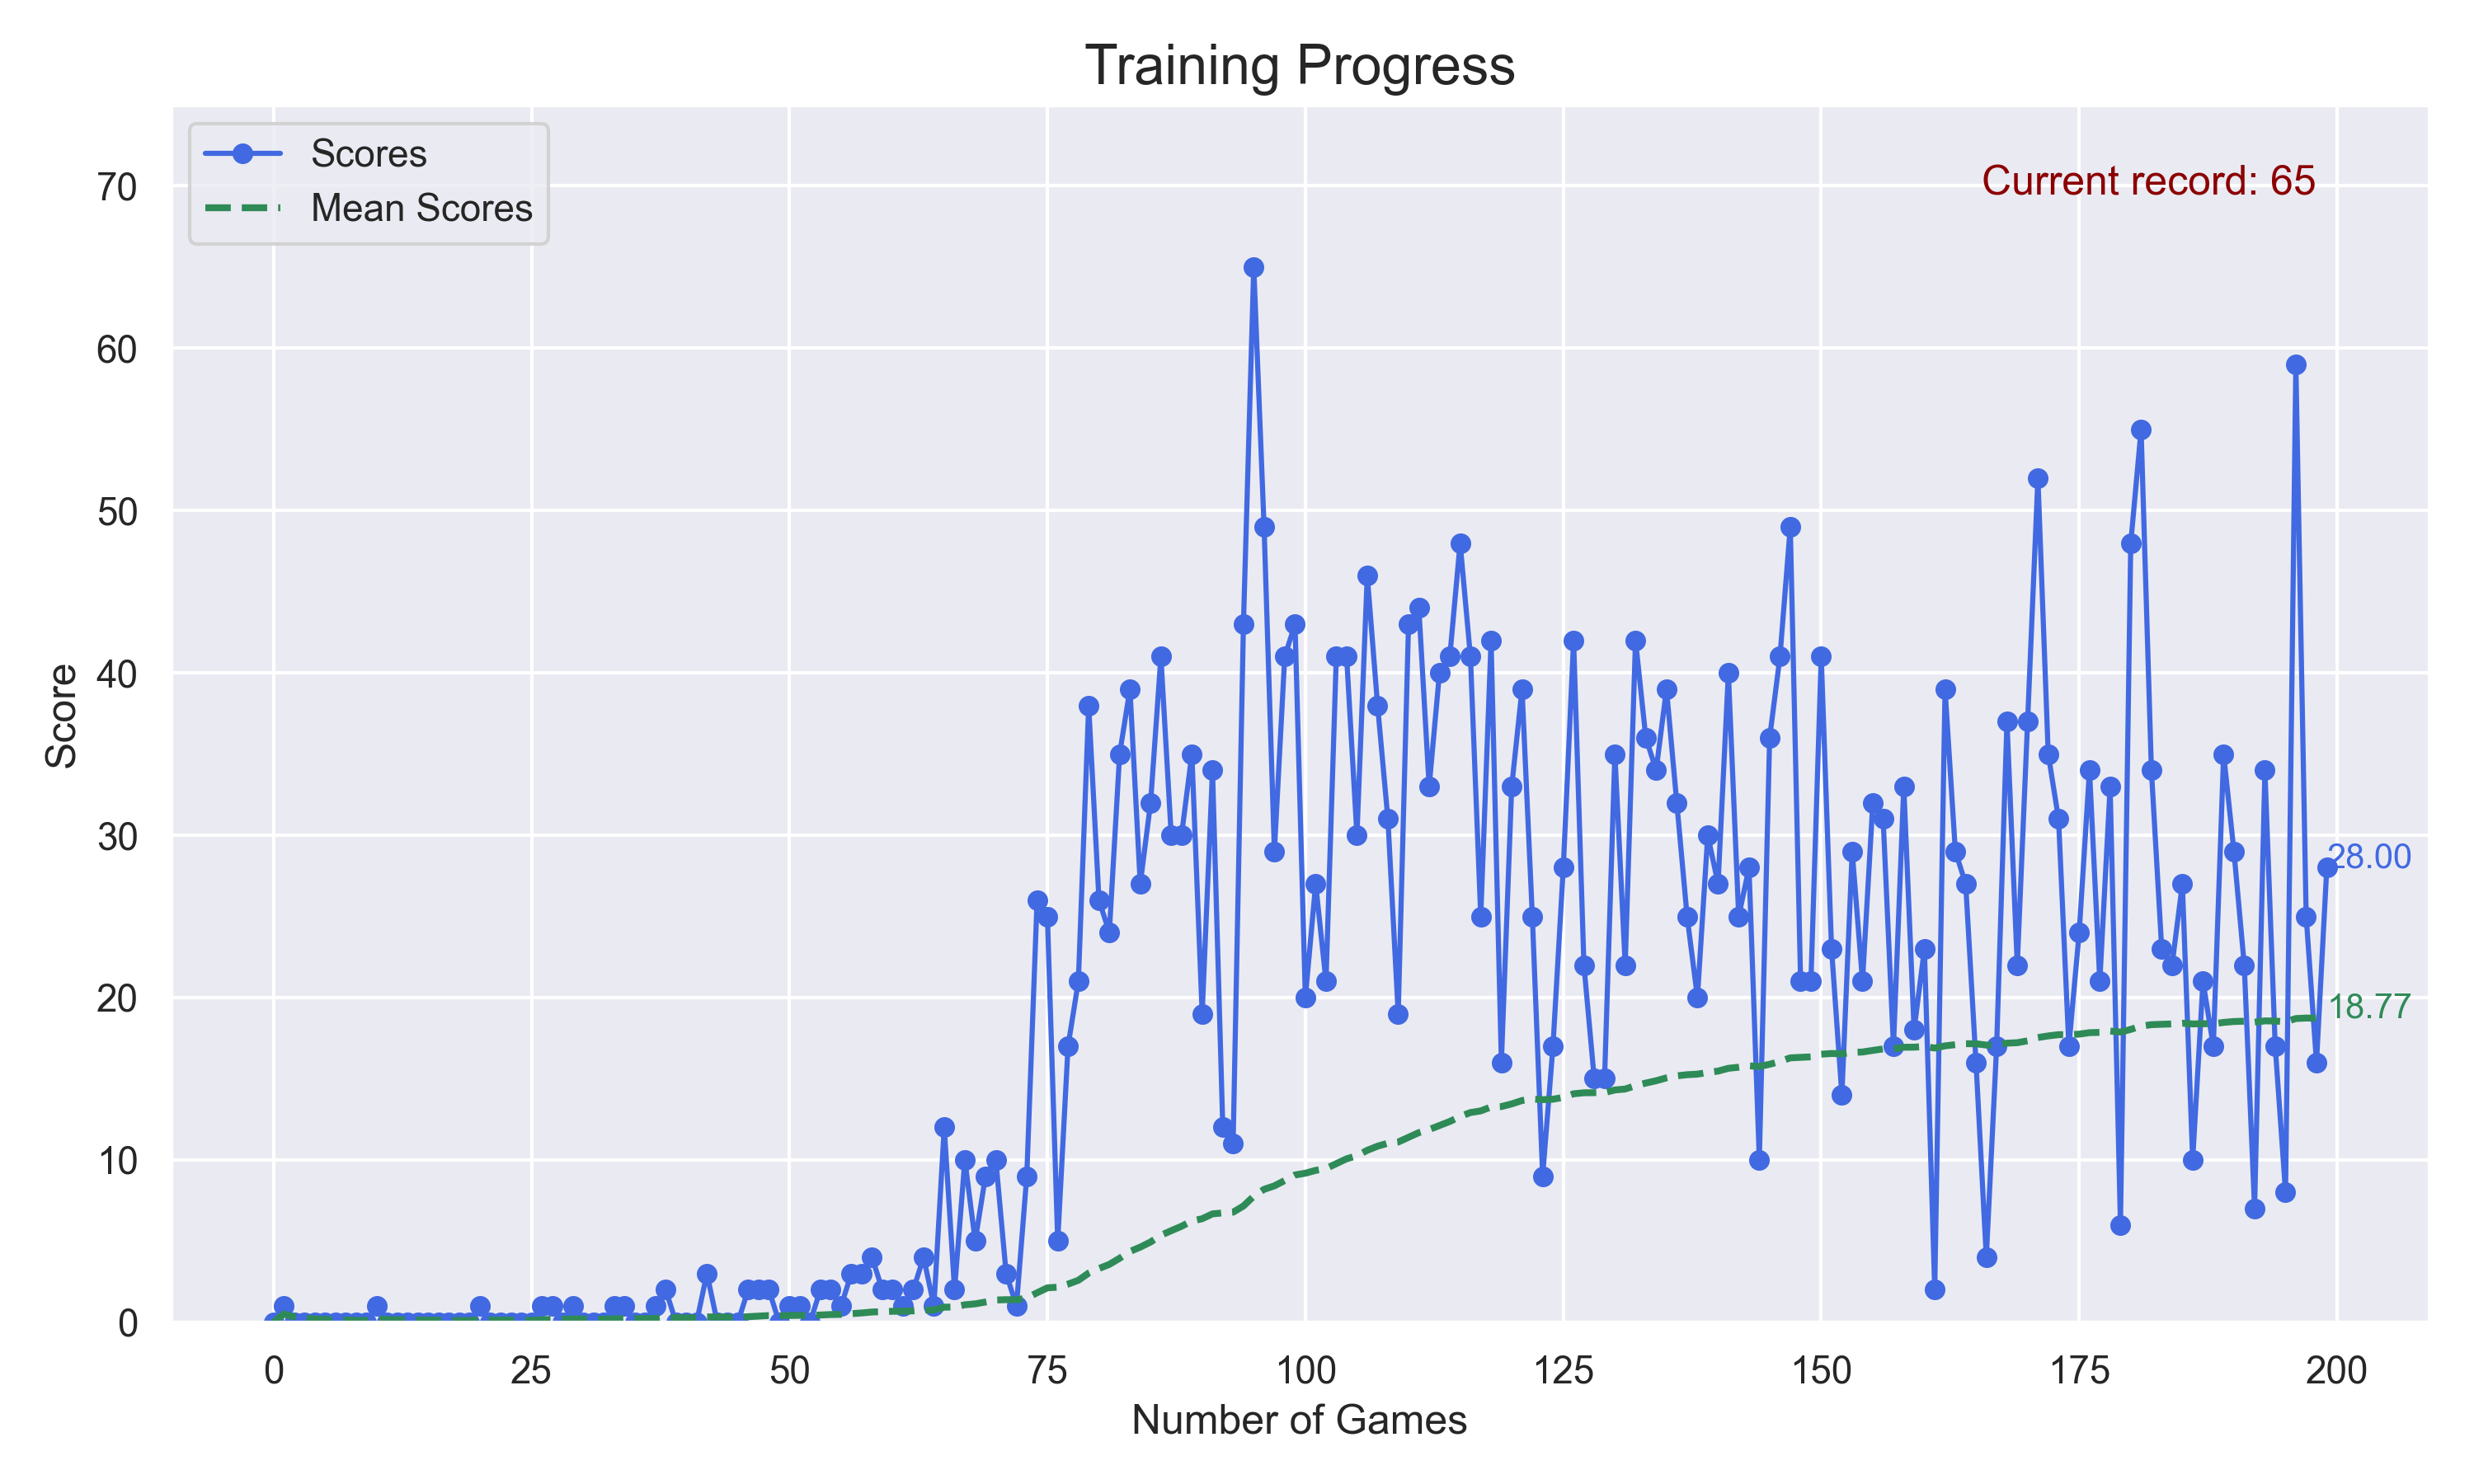 Training Progress
Scores
Mean Scores
Current record: 65
70
60
50
40
30
20
10
0
Score
28.00
18.77
0 25 50 75 100 125 150 175 200
Number of Games